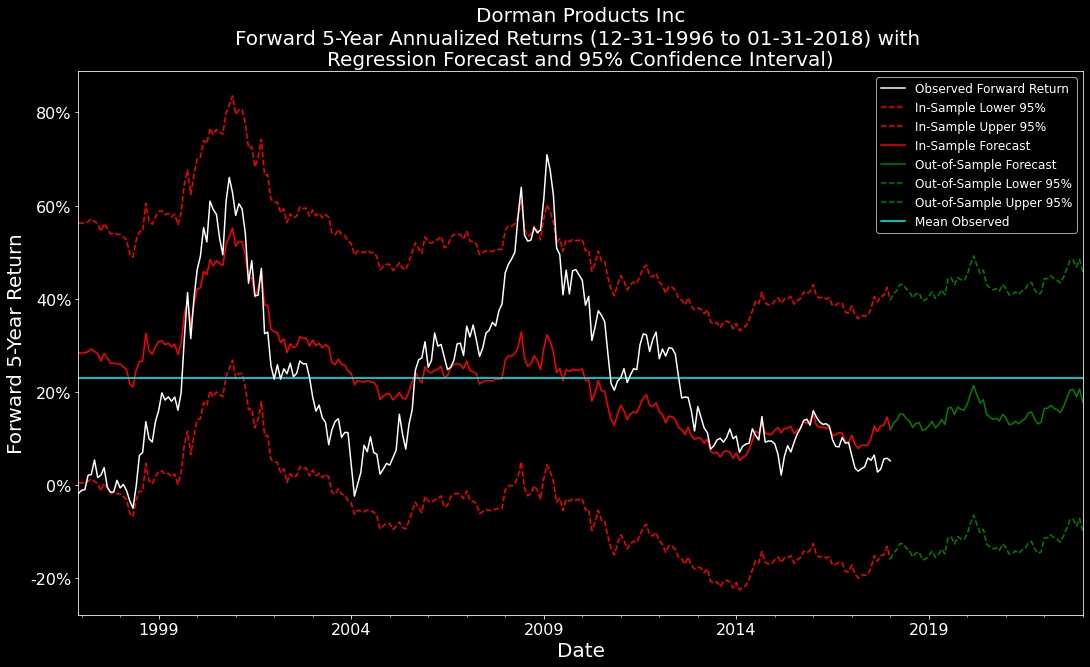 Dorman Products Inc
Forward 5-Year Annualized Returns (12-31-1996 to 01-31-2018) with
Regression Forecast and 95% Confidence Interval)
Observed Forward Return
In-Sample Lower 95%
In-Sample Upper 95%
In-Sample Forecast
Out-of-Sample Forecast
Out-of-Sample Lower 95%
Out-of-Sample Upper 95%
Mean Observed
Forward 5-Year Return
80%
60%
40%
20%
0%
-20%
1999
2004
2009
2014
2019
Date